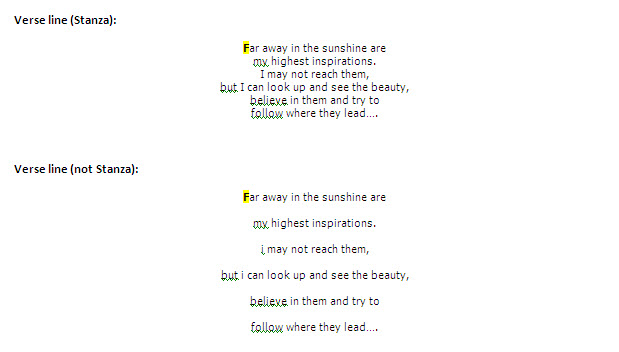 Verse line (Stanza):
Far away in the sunshine are
my highest inspirations.
I may not reach them,
but I can look up and see the beauty,
believe in them and try to
follow where they lead....
Verse line (not Stanza):
Far away in the sunshine are
my highest inspirations.
i may not reach them,
but i can look up and see the beauty,
believe in them and try to
follow where they lead....